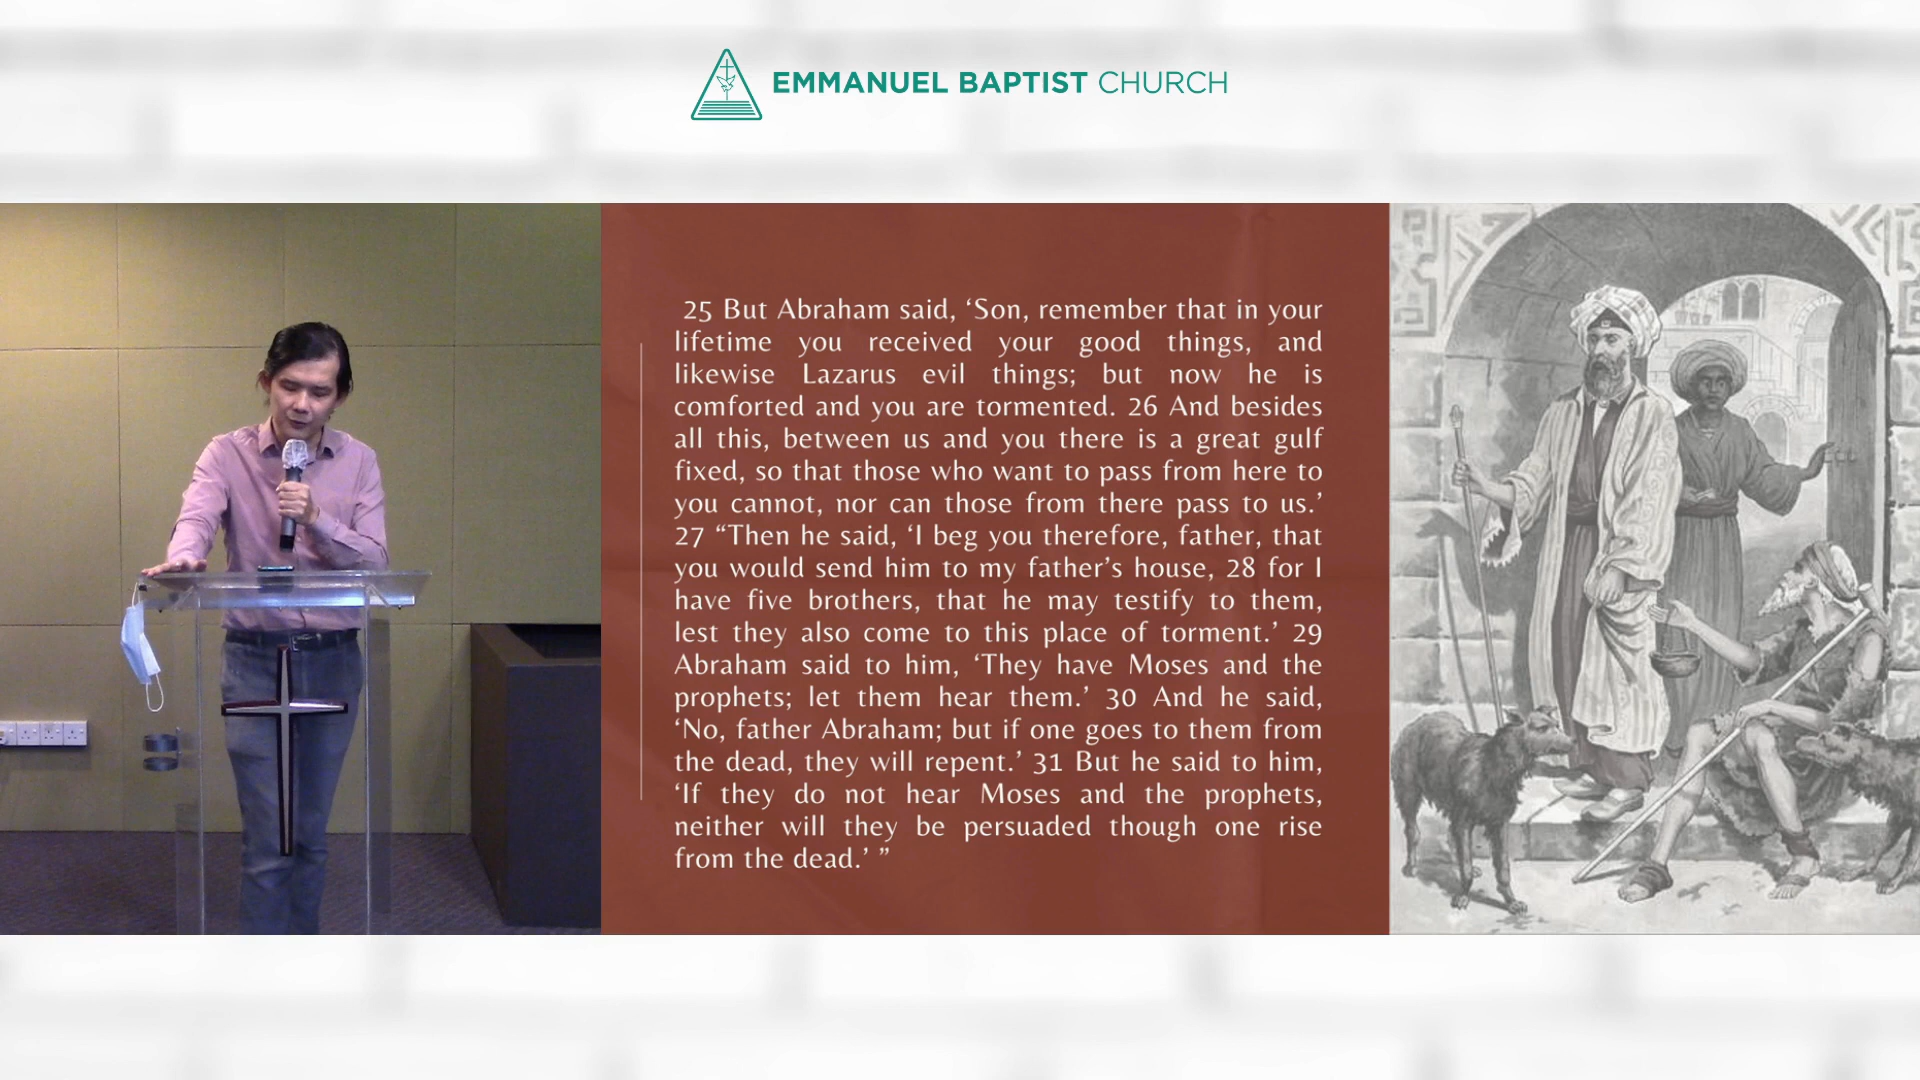 EMMANUEL BAPTIST CHURCH
25 But Abraham said, ‘Son, remember that in your
lifetime you received your good things, and
likewise Lazarus evil things; but now he is
comforted and you are tormented. 26 And besides
all this, between us and you there is a great gulf
fixed, so that those who want to pass from here to
you cannot, nor can those from there pass to us.’
27 “Then he said, ‘I beg you therefore, father, that
you would send him to my father’s house, 28 for I
have five brothers, that he may testify to them,
lest they also come to this place of torment.’ 29
Abraham said to him, ‘They have Moses and the
prophets; let them hear them.’ 30 And he said,
‘No, father Abraham; but if one goes to them from
the dead, they will repent.’ 31 But he said to him,
‘If they do not hear Moses and the prophets,
neither will they be persuaded though one rise
from the dead.’ ”